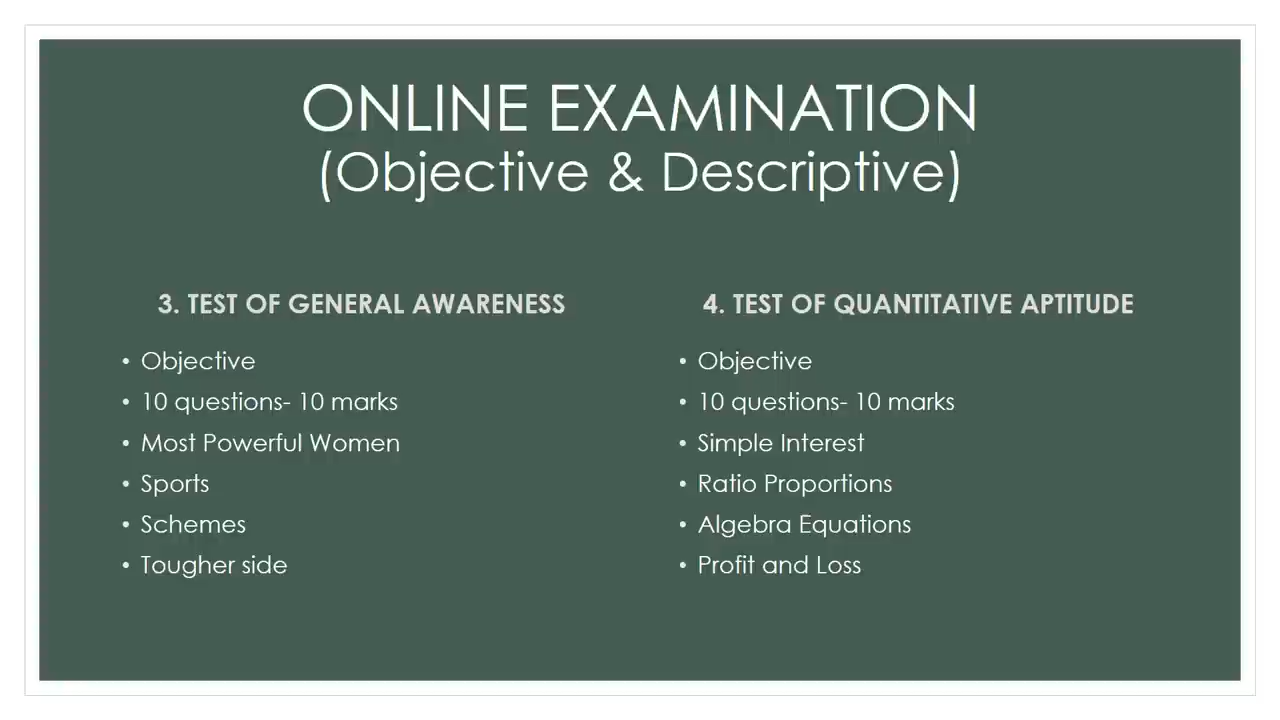 ONLINE EXAMINATION
(Objective & Descriptive)
3. TEST OF GENERAL AWARENESS
• Objective
• 10 questions- 10 marks
• Most Powerful Women
• Sports
• Schemes
• Tougher side
4. TEST OF QUANTITATIVE APTITUDE
• Objective
• 10 questions- 10 marks
• Simple Interest
• Ratio Proportions
• Algebra Equations
• Profit and Loss